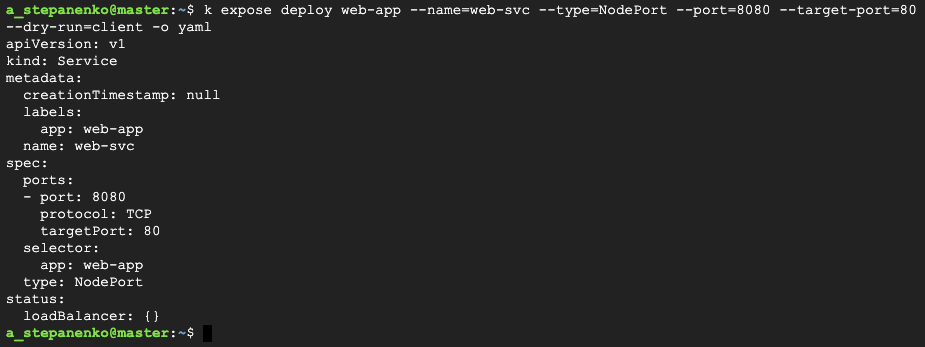 a_stepanenko@master:~$ k expose deploy web-app --name=web-svc --type=NodePort --port=8080 --target-port=80
--dry-run=client -o yaml
apiVersion: v1
kind: Service
metadata:
  creationTimestamp: null
  labels:
    app: web-app
  name: web-svc
spec:
  ports:
  - port: 8080
    protocol: TCP
    targetPort: 80
  selector:
    app: web-app
  type: NodePort
status:
  loadBalancer: {}
a_stepanenko@master:~$